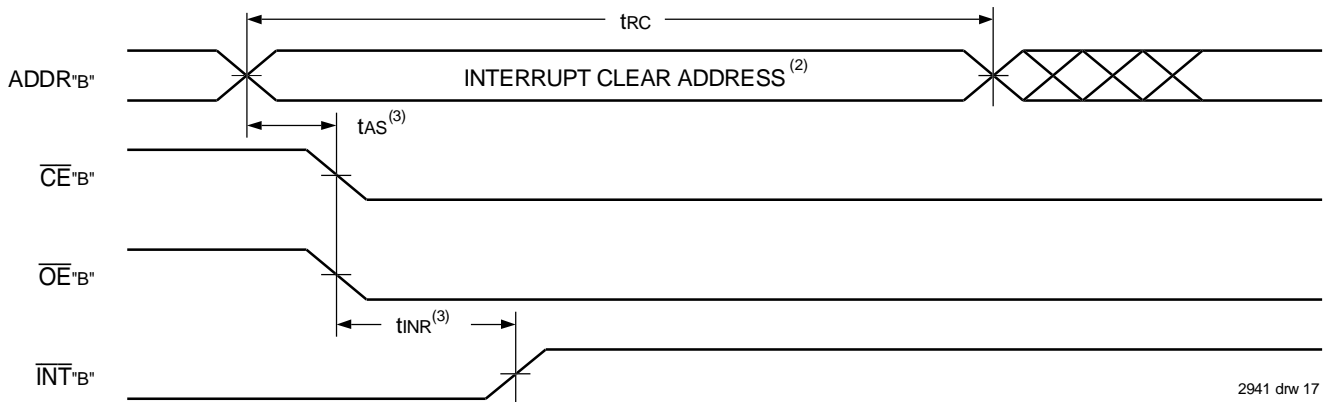 tRC
ADDR"B"
INTERRUPT CLEAR ADDRESS(2)
tAS(3)
CE"B"
OE"B"
tINR(3)
INT"B"
2941 drw 17